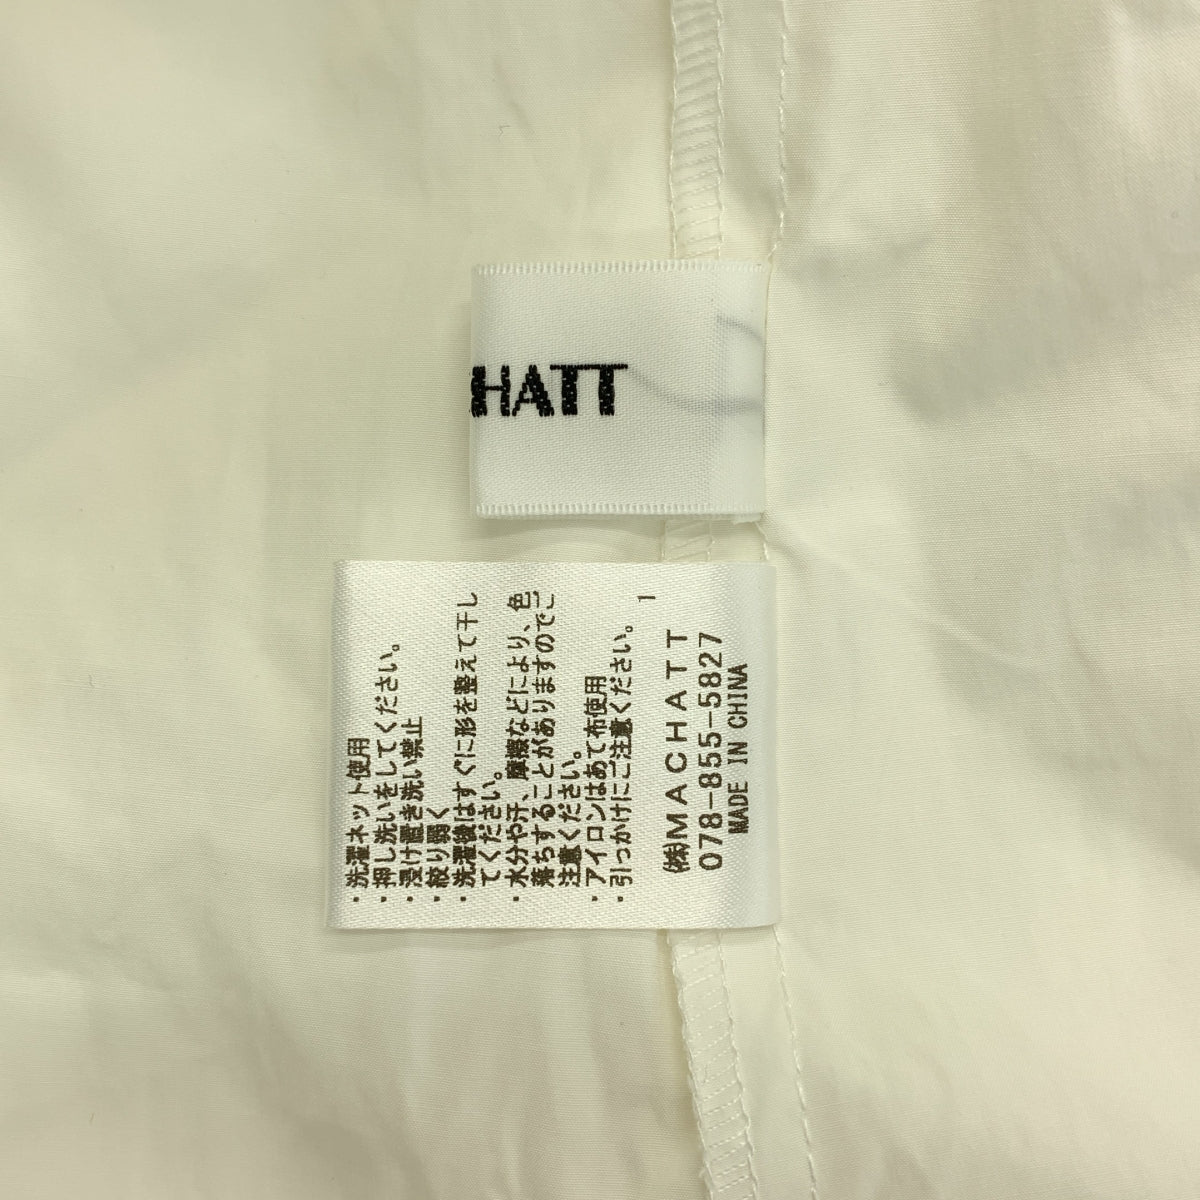 HATT
・洗濯ネット使用
・押し洗いをしてください。
・浸け置き洗い禁止
・絞り弱く
・洗濯後はすぐに形を整えて干し
てください。
・水分や汗、摩擦などにより、色
落ちすることがありますのでご
注意ください。
・アイロンはあて布使用
・引っかけにご注意ください。
1
㈱MACHATT
078-855-5827
MADE IN CHINA